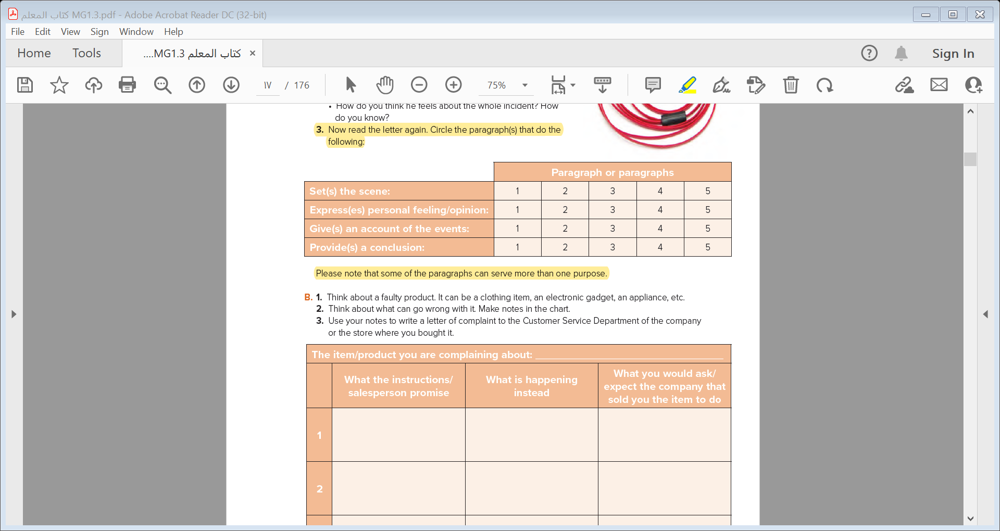 كتاب المعلم MG1.3.pdf - Adobe Acrobat Reader DC (32-bit)
File Edit View Sign Window Help
Home Tools كتاب المعلم MG1.3.... × Sign In
١٧ / 176 75%
• How do you think he feels about the whole incident? How
do you know?
3. Now read the letter again. Circle the paragraph(s) that do the
following:
Paragraph or paragraphs
Set(s) the scene: 1 2 3 4 5
Express(es) personal feeling/opinion: 1 2 3 4 5
Give(s) an account of the events: 1 2 3 4 5
Provide(s) a conclusion: 1 2 3 4 5
Please note that some of the paragraphs can serve more than one purpose.
B. 1. Think about a faulty product. It can be a clothing item, an electronic gadget, an appliance, etc.
2. Think about what can go wrong with it. Make notes in the chart.
3. Use your notes to write a letter of complaint to the Customer Service Department of the company
or the store where you bought it.
The item/product you are complaining about: ____________________
What the instructions/
salesperson promise
What is happening
instead
What you would ask/
expect the company that
sold you the item to do
1
2